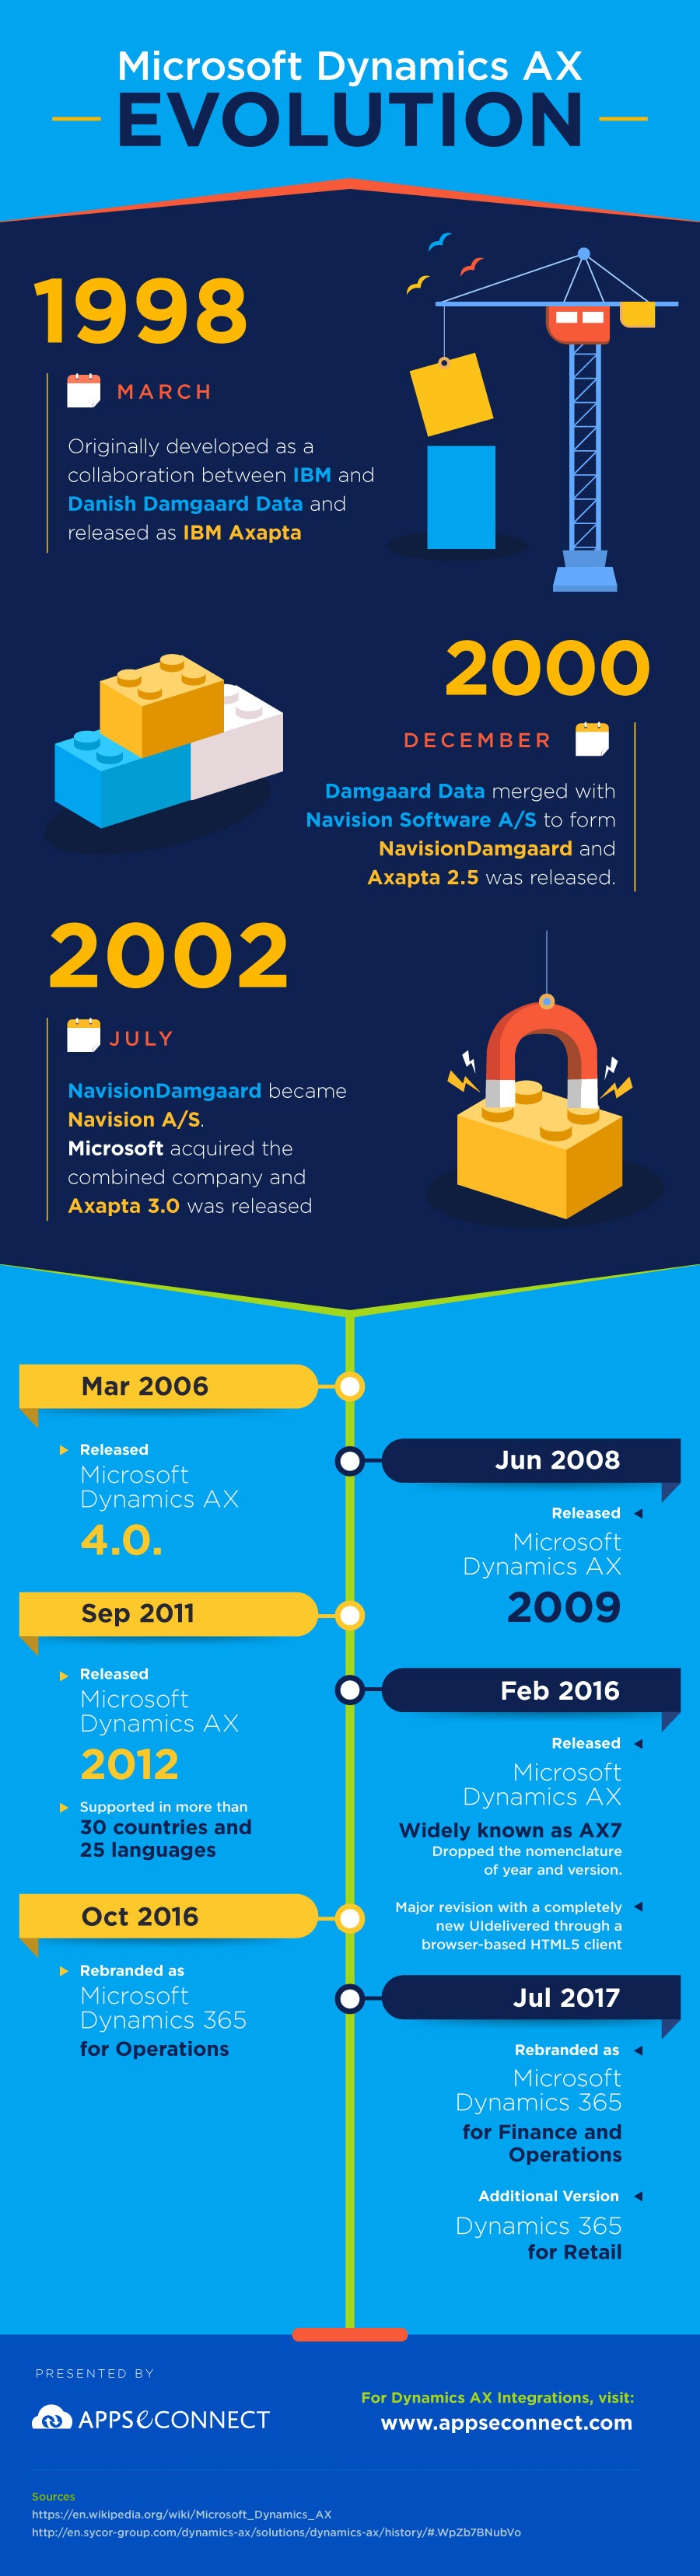 Microsoft Dynamics AX
EVOLUTION
1998
MARCH
Originally developed as a
collaboration between IBM and
Danish Damgaard Data and
released as IBM Axapta
2000
DECEMBER
Damgaard Data merged with
Navision Software A/S to form
NavisionDamgaard and
Axapta 2.5 was released.
2002
JULY
NavisionDamgaard became
Navision A/S.
Microsoft acquired the
combined company and
Axapta 3.0 was released
Mar 2006
Released
Microsoft
Dynamics AX
4.0.
Jun 2008
Released
Microsoft
Dynamics AX
2009
Sep 2011
Released
Microsoft
Dynamics AX
2012
Supported in more than
30 countries and
25 languages
Feb 2016
Released
Microsoft
Dynamics AX
Widely known as AX7
Dropped the nomenclature
of year and version.
Major revision with a completely
new UIdelivered through a
browser-based HTML5 client
Oct 2016
Rebranded as
Microsoft
Dynamics 365
for Operations
Jul 2017
Rebranded as
Microsoft
Dynamics 365
for Finance and
Operations
Additional Version
Dynamics 365
for Retail
PRESENTED BY
APPSeCONNECT
For Dynamics AX Integrations, visit:
www.appseconnect.com
Sources
https://en.wikipedia.org/wiki/Microsoft_Dynamics_AX
http://en.sycor-group.com/dynamics-ax/solutions/dynamics-ax/history/#.WpZb7BNubVo